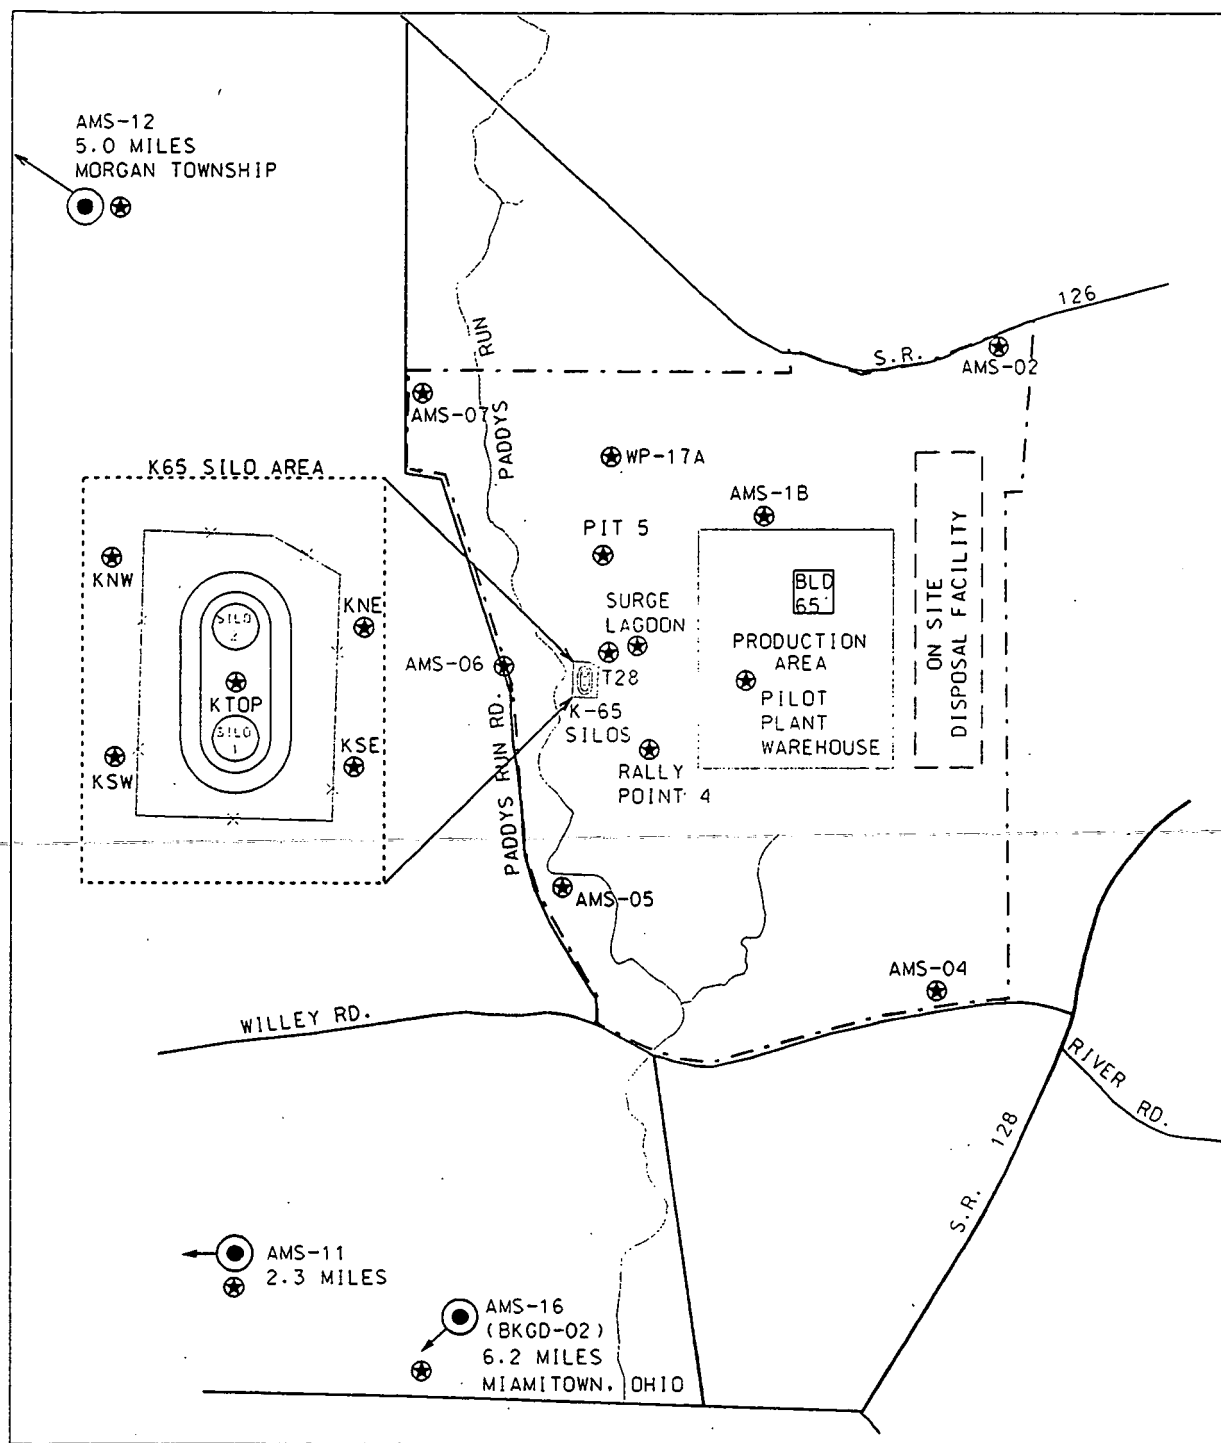 AMS-12
5.0 MILES
MORGAN TOWNSHIP
126
S.R.
AMS-02
PADDYS RUN
AMS-07
WP-17A
K65 SILO AREA
AMS-1B
PIT 5
ON SITE
DISPOSAL FACILITY
KNW
BLD
65
SURGE
LAGOON
KNE
SILO
2
PRODUCTION
AREA
AMS-06
T28
KTOP
K-65
SILOS
PILOT
PLANT
WAREHOUSE
SILO
1
KSW
KSE
RALLY
POINT 4
PADDYS RUN RD.
AMS-05
AMS-04
WILLEY RD.
RIVER RD.
S.R. 128
AMS-11
2.3 MILES
AMS-16
(BKGD-02)
6.2 MILES
MIAMITOWN, OHIO